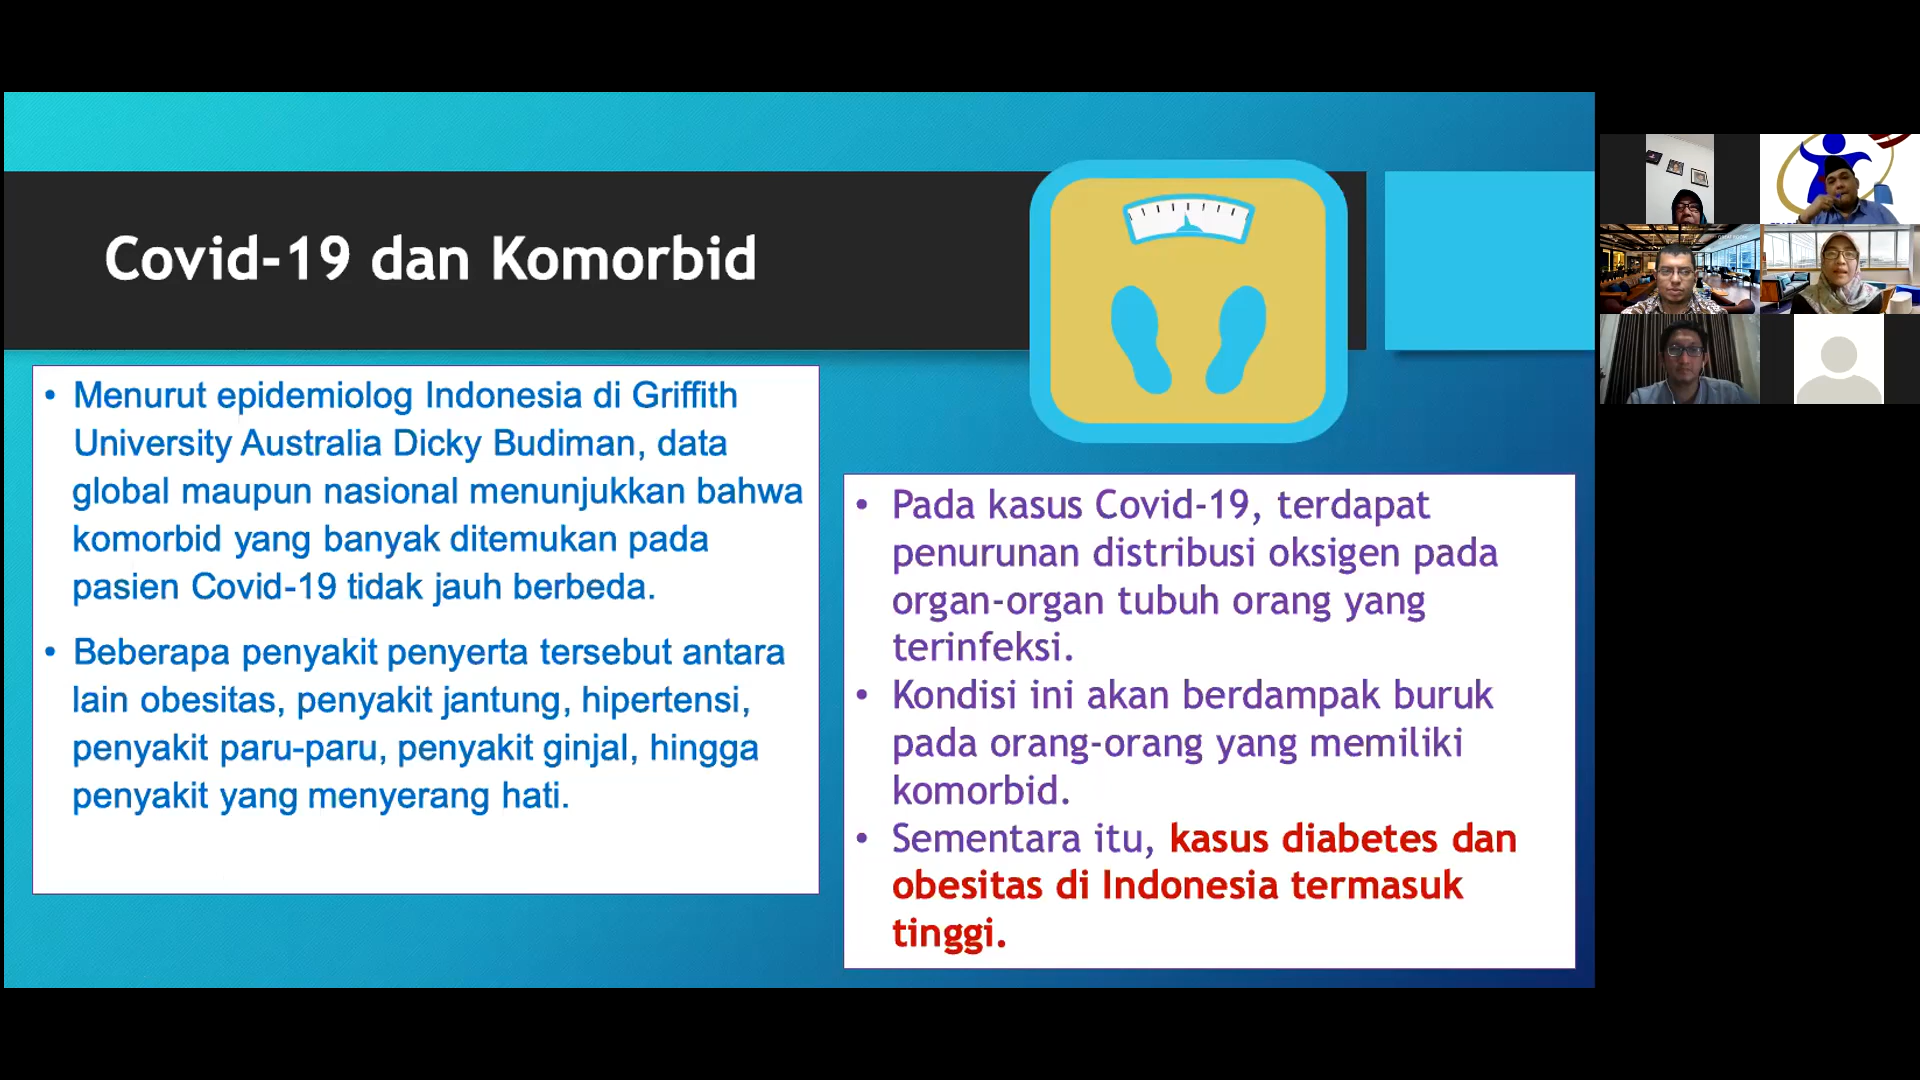 Covid-19 dan Komorbid
• Menurut epidemiolog Indonesia di Griffith
University Australia Dicky Budiman, data
global maupun nasional menunjukkan bahwa
komorbid yang banyak ditemukan pada
pasien Covid-19 tidak jauh berbeda.
• Beberapa penyakit penyerta tersebut antara
lain obesitas, penyakit jantung, hipertensi,
penyakit paru-paru, penyakit ginjal, hingga
penyakit yang menyerang hati.
• Pada kasus Covid-19, terdapat
penurunan distribusi oksigen pada
organ-organ tubuh orang yang
terinfeksi.
• Kondisi ini akan berdampak buruk
pada orang-orang yang memiliki
komorbid.
• Sementara itu, kasus diabetes dan
obesitas di Indonesia termasuk
tinggi.